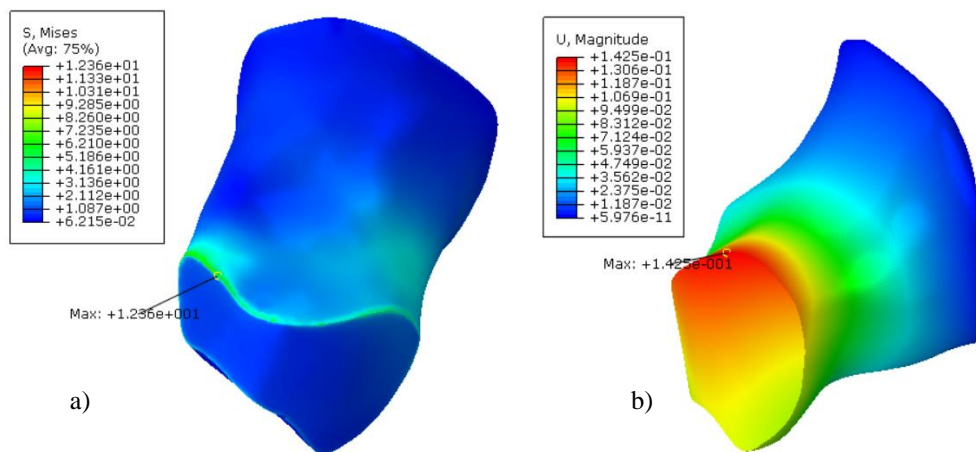 S, Mises
(Avg: 75%)
+1.236e+01
+1.133e+01
+1.031e+01
+9.285e+00
+8.260e+00
+7.235e+00
+6.210e+00
+5.186e+00
+4.161e+00
+3.136e+00
+2.112e+00
+1.087e+00
+6.215e-02
Max: +1.236e+001
a)
U, Magnitude
+1.425e-01
+1.306e-01
+1.187e-01
+1.069e-01
+9.499e-02
+8.312e-02
+7.124e-02
+5.937e-02
+4.749e-02
+3.562e-02
+2.375e-02
+1.187e-02
+5.976e-11
Max: +1.425e-001
b)